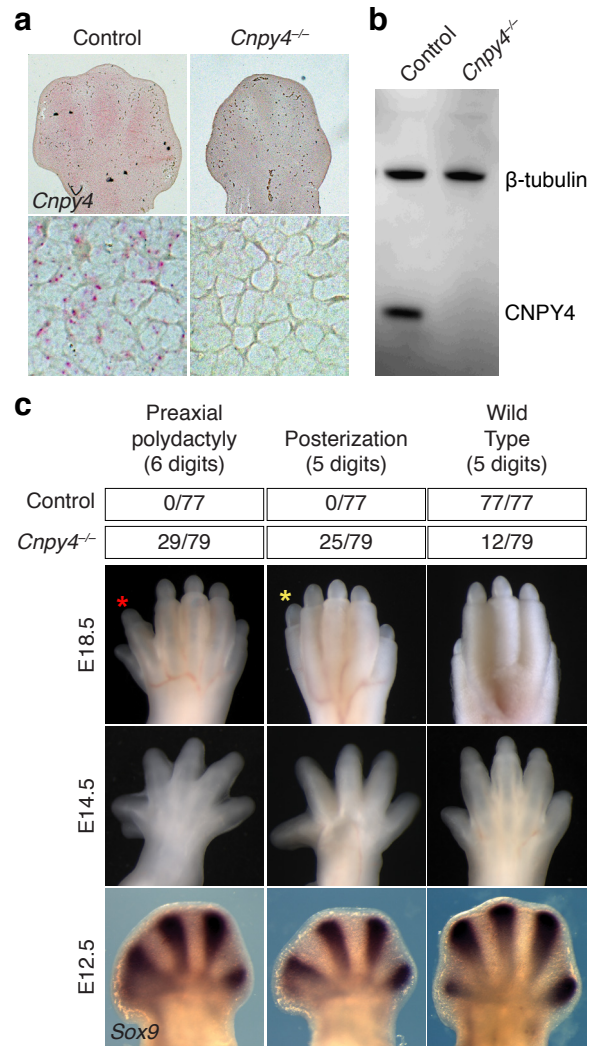 a
Control
Cnpy4–/–
Cnpy4
b
Control
Cnpy4–/–
β-tubulin
CNPY4
c
Preaxial
polydactyly
(6 digits)
Posterization
(5 digits)
Wild
Type
(5 digits)
Control
0/77
0/77
77/77
Cnpy4–/–
29/79
25/79
12/79
*
*
E18.5
E14.5
E12.5
Sox9